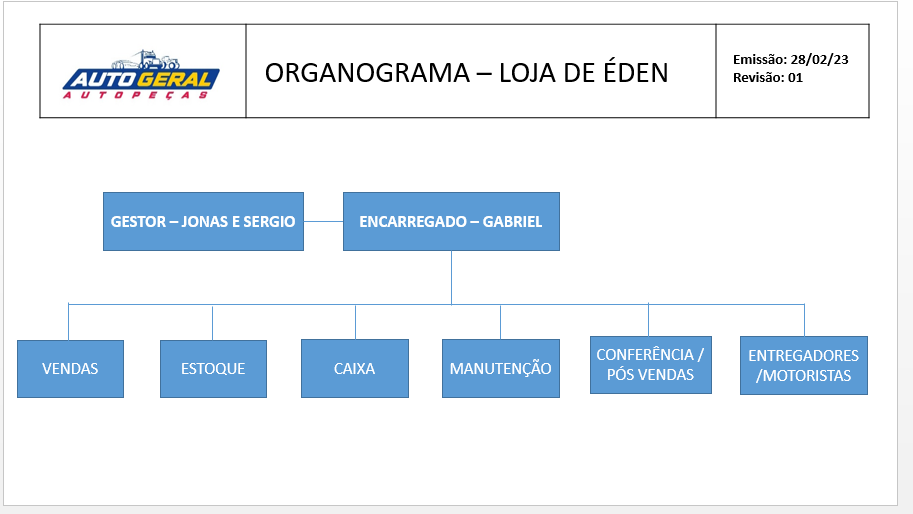 AUTO GERAL
AUTOPEÇAS
ORGANOGRAMA – LOJA DE ÉDEN
Emissão: 28/02/23
Revisão: 01
GESTOR – JONAS E SERGIO
ENCARREGADO – GABRIEL
VENDAS
ESTOQUE
CAIXA
MANUTENÇÃO
CONFERÊNCIA /
PÓS VENDAS
ENTREGADORES
/MOTORISTAS